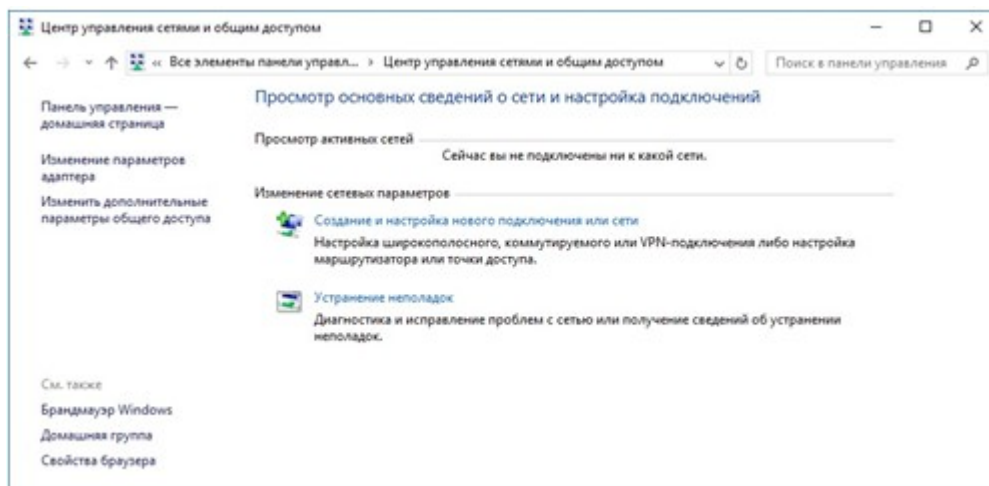 Центр управления сетями и общим доступом
« Все элементы панели управл... › Центр управления сетями и общим доступом
Поиск в панели управления
Панель управления —
домашняя страница
Изменение параметров
адаптера
Изменить дополнительные
параметры общего доступа
Просмотр основных сведений о сети и настройка подключений
Просмотр активных сетей
Сейчас вы не подключены ни к какой сети.
Изменение сетевых параметров
Создание и настройка нового подключения или сети
Настройка широкополосного, коммутируемого или VPN-подключения либо настройка
маршрутизатора или точки доступа.
Устранение неполадок
Диагностика и исправление проблем с сетью или получение сведений об устранении
неполадок.
См. также
Брандмауэр Windows
Домашняя группа
Свойства браузера